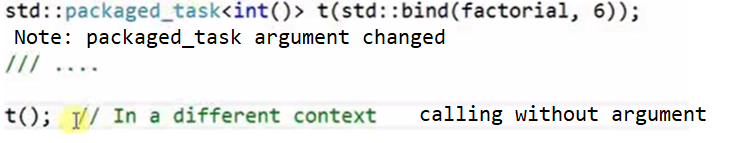 std::packaged_task<int()> t(std::bind(factorial, 6));
Note: packaged_task argument changed
/// ....
t(); // In a different context calling without argument